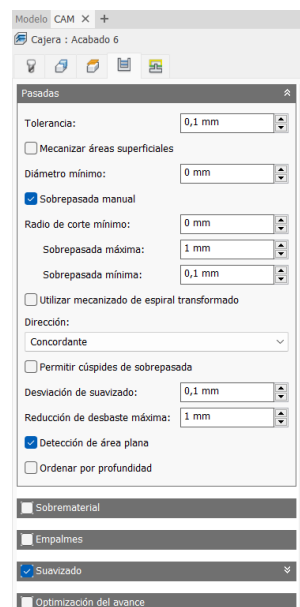 Modelo CAM × +
Cajera : Acabado 6
Pasadas
Tolerancia: 0,1 mm
Mecanizar áreas superficiales
Diámetro mínimo: 0 mm
Sobrepasada manual
Radio de corte mínimo: 0 mm
Sobrepasada máxima: 1 mm
Sobrepasada mínima: 0,1 mm
Utilizar mecanizado de espiral transformado
Dirección:
Concordante
Permitir cúspides de sobrepasada
Desviación de suavizado: 0,1 mm
Reducción de desbaste máxima: 1 mm
Detección de área plana
Ordenar por profundidad
Sobrematerial
Empalmes
Suavizado
Optimización del avance